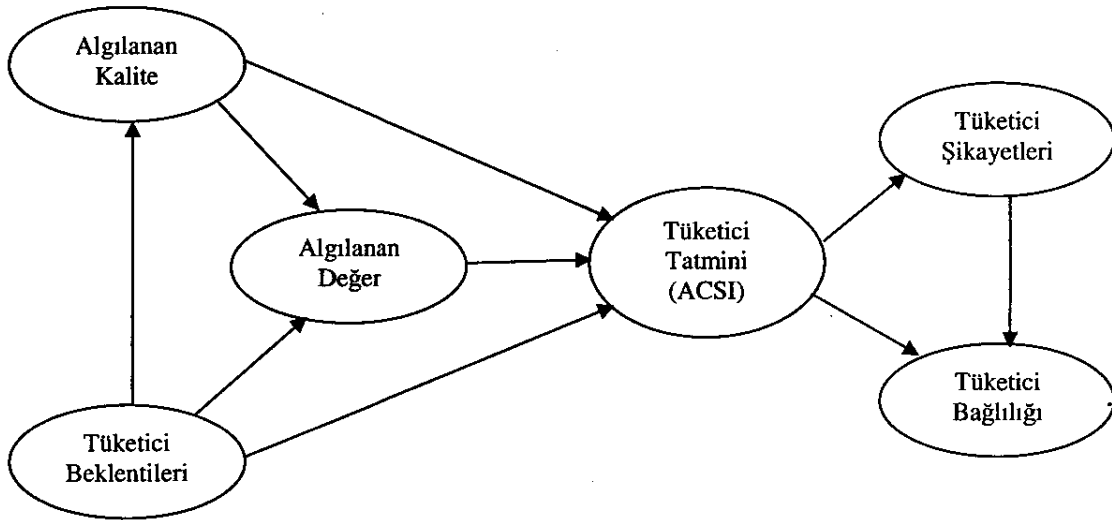 Algılanan
Kalite
Tüketici
Şikayetleri
Algılanan
Değer
Tüketici
Tatmini
(ACSI)
Tüketici
Bağlılığı
Tüketici
Beklentileri